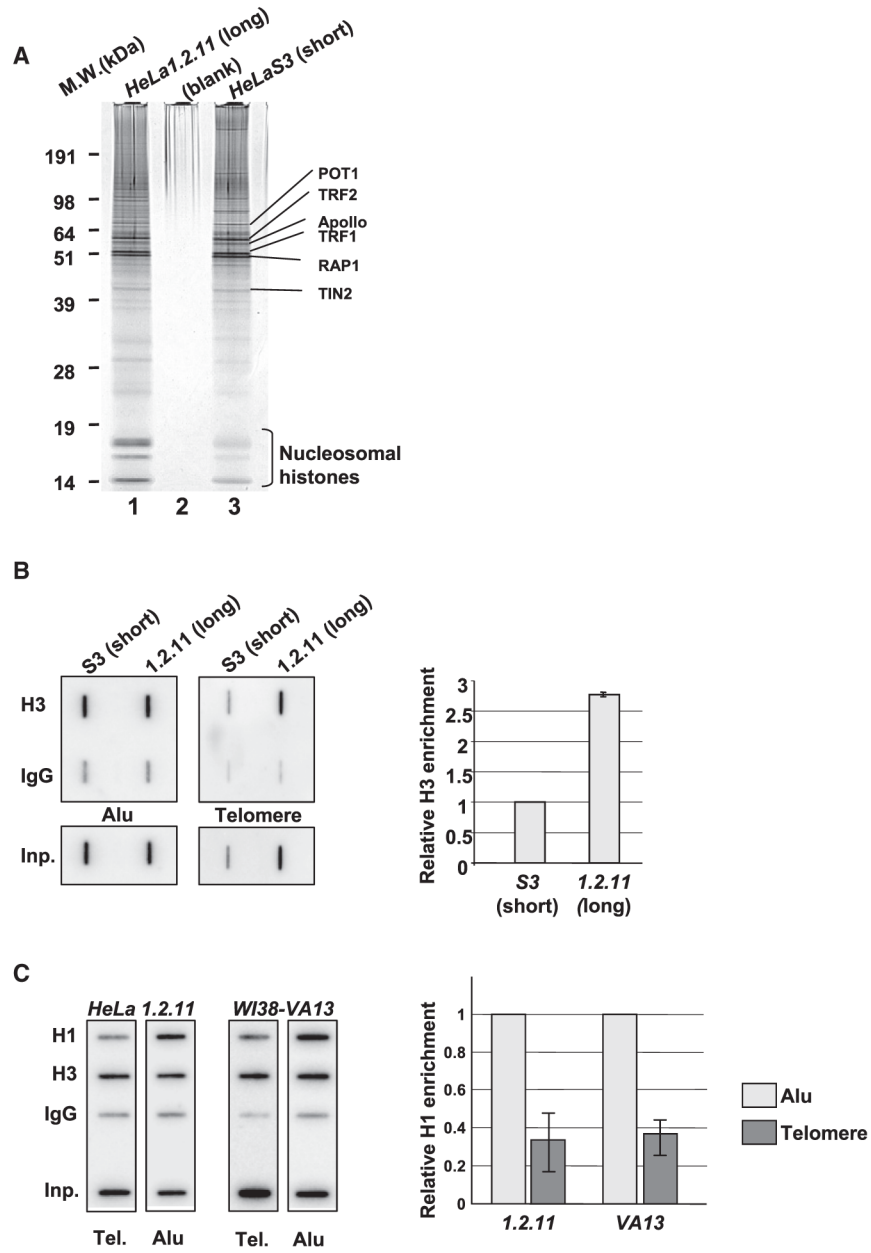 A
M.W.(kDa)
HeLa1.2.11 (long)
(blank)
HeLaS3 (short)
191
98
64
51
39
28
19
14
POT1
TRF2
Apollo
TRF1
RAP1
TIN2
Nucleosomal
histones
1 2 3
B
S3 (short)
1.2.11 (long)
S3 (short)
1.2.11 (long)
H3
IgG
Alu
Telomere
Inp.
Relative H3 enrichment
3
2.5
2
1.5
1
0.5
0
S3 1.2.11
(short) (long)
C
HeLa 1.2.11 WI38-VA13
H1
H3
IgG
Inp.
Tel. Alu Tel. Alu
Relative H1 enrichment
1
0.8
0.6
0.4
0.2
0
1.2.11 VA13
Alu
Telomere